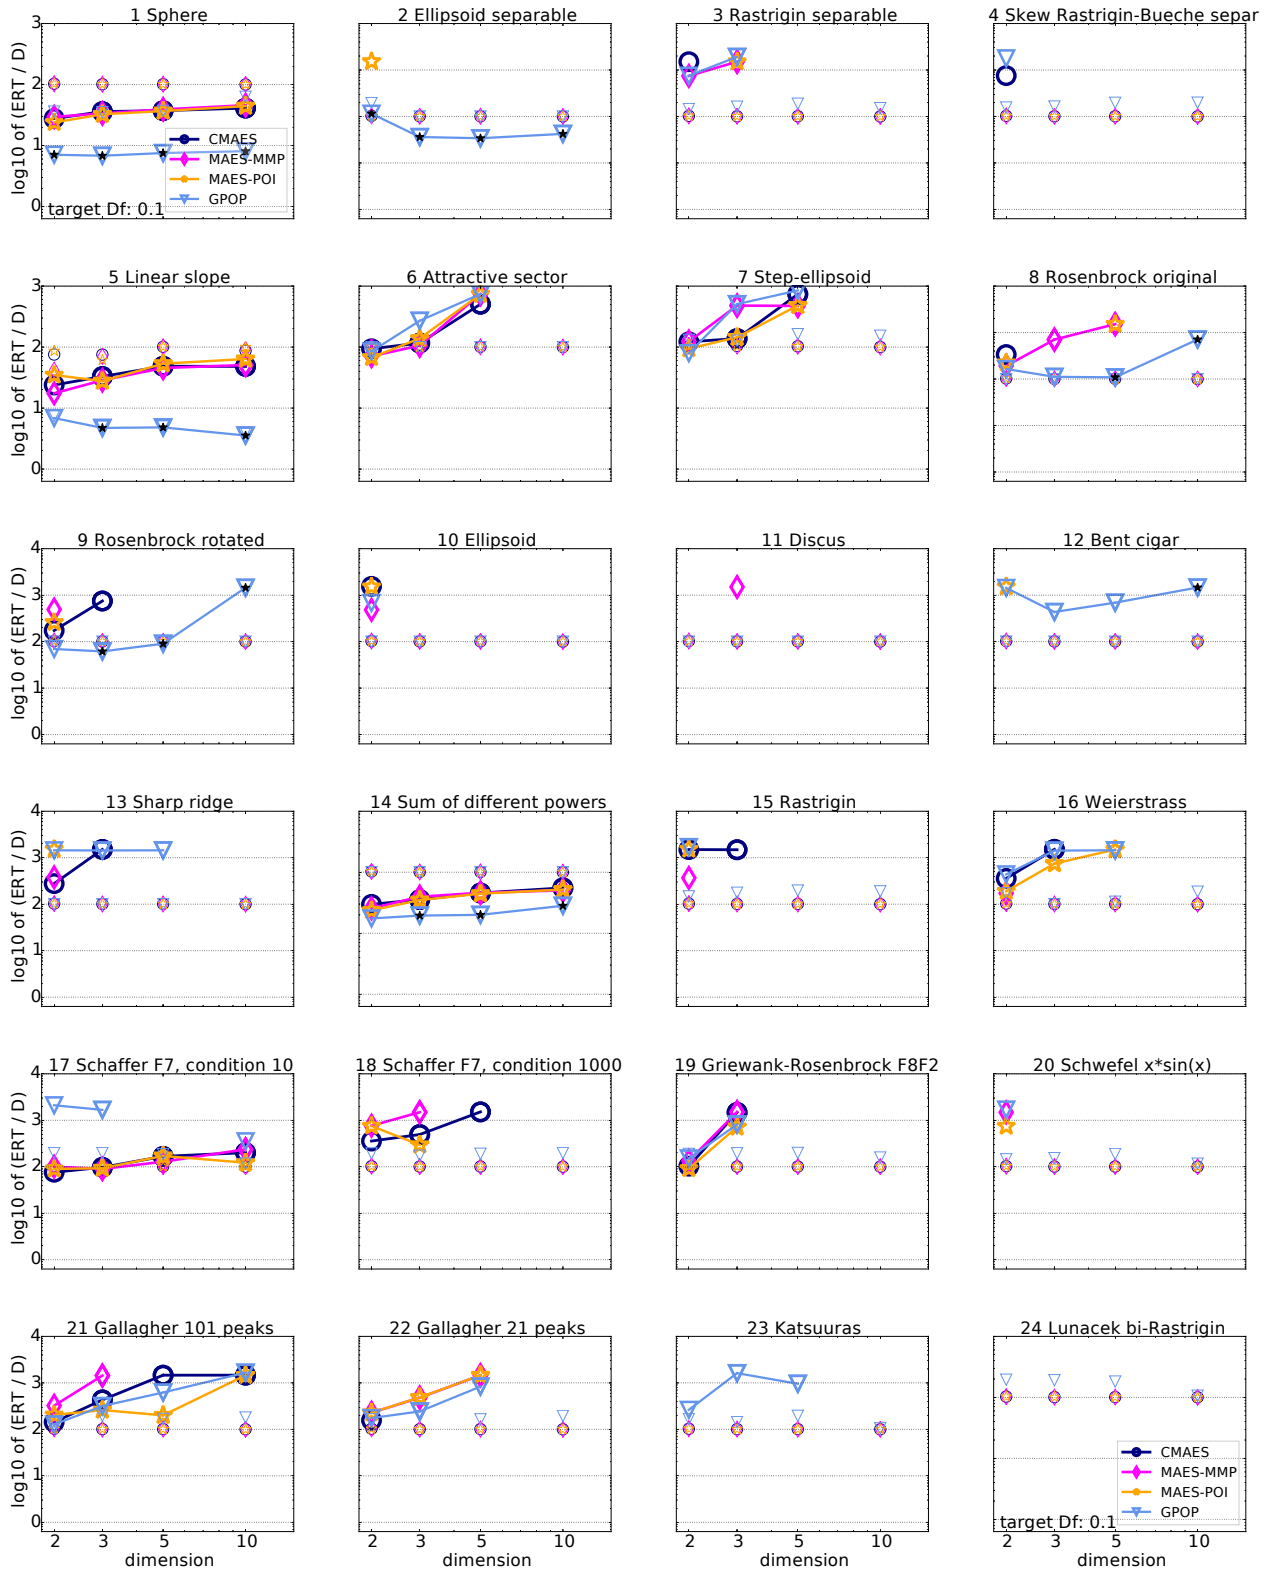 1 Sphere
2 Ellipsoid separable
3 Rastrigin separable
4 Skew Rastrigin-Bueche separ
3
2
1
0
log10 of (ERT / D)
CMAES
MAES-MMP
MAES-POI
GPOP
target Df: 0.1
5 Linear slope
6 Attractive sector
7 Step-ellipsoid
8 Rosenbrock original
3
2
1
0
log10 of (ERT / D)
9 Rosenbrock rotated
10 Ellipsoid
11 Discus
12 Bent cigar
4
3
2
1
0
log10 of (ERT / D)
13 Sharp ridge
14 Sum of different powers
15 Rastrigin
16 Weierstrass
4
3
2
1
0
log10 of (ERT / D)
17 Schaffer F7, condition 10
18 Schaffer F7, condition 1000
19 Griewank-Rosenbrock F8F2
20 Schwefel x*sin(x)
4
3
2
1
0
log10 of (ERT / D)
21 Gallagher 101 peaks
22 Gallagher 21 peaks
23 Katsuuras
24 Lunacek bi-Rastrigin
4
3
2
1
0
log10 of (ERT / D)
CMAES
MAES-MMP
MAES-POI
GPOP
target Df: 0.1
2 3 5 10
2 3 5 10
2 3 5 10
2 3 5 10
dimension
dimension
dimension
dimension